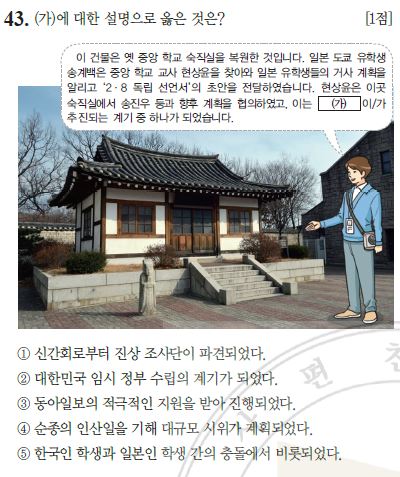 43. (가)에 대한 설명으로 옳은 것은? [1점]
이 건물은 옛 중앙 학교 숙직실을 복원한 것입니다. 일본 도쿄 유학생
송계백은 중앙 학교 교사 현상윤을 찾아와 일본 유학생들의 거사 계획을
알리고 '2·8 독립 선언서'의 초안을 전달하였습니다. 현상윤은 이곳
숙직실에서 송진우 등과 향후 계획을 협의하였고, 이는 (가) 이/가
추진되는 계기 중 하나가 되었습니다.
① 신간회로부터 진상 조사단이 파견되었다.
② 대한민국 임시 정부 수립의 계기가 되었다.
③ 동아일보의 적극적인 지원을 받아 진행되었다.
④ 순종의 인산일을 기해 대규모 시위가 계획되었다.
⑤ 한국인 학생과 일본인 학생 간의 충돌에서 비롯되었다.